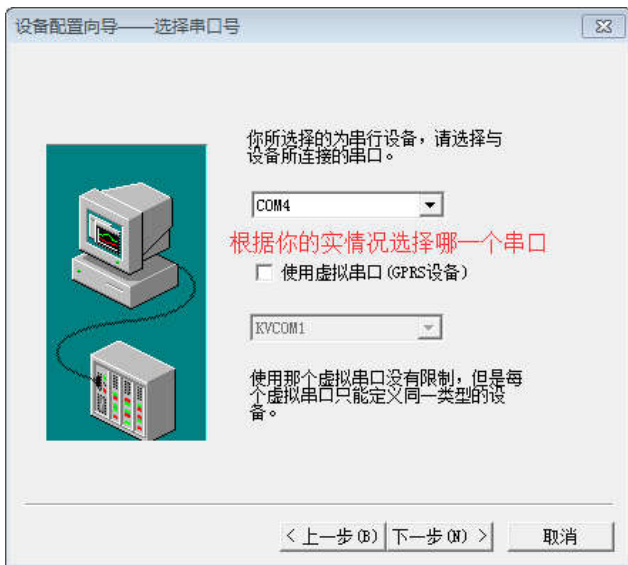 设备配置向导——选择串口号
你所选择的为串行设备，请选择与
设备所连接的串口。
COM4
根据你的实情况选择哪一个串口
使用虚拟串口(GPRS设备)
KVCOM1
使用那个虚拟串口没有限制，但是每
个虚拟串口只能定义同一类型的设
备。
< 上一步(B) 下一步(N) > 取消